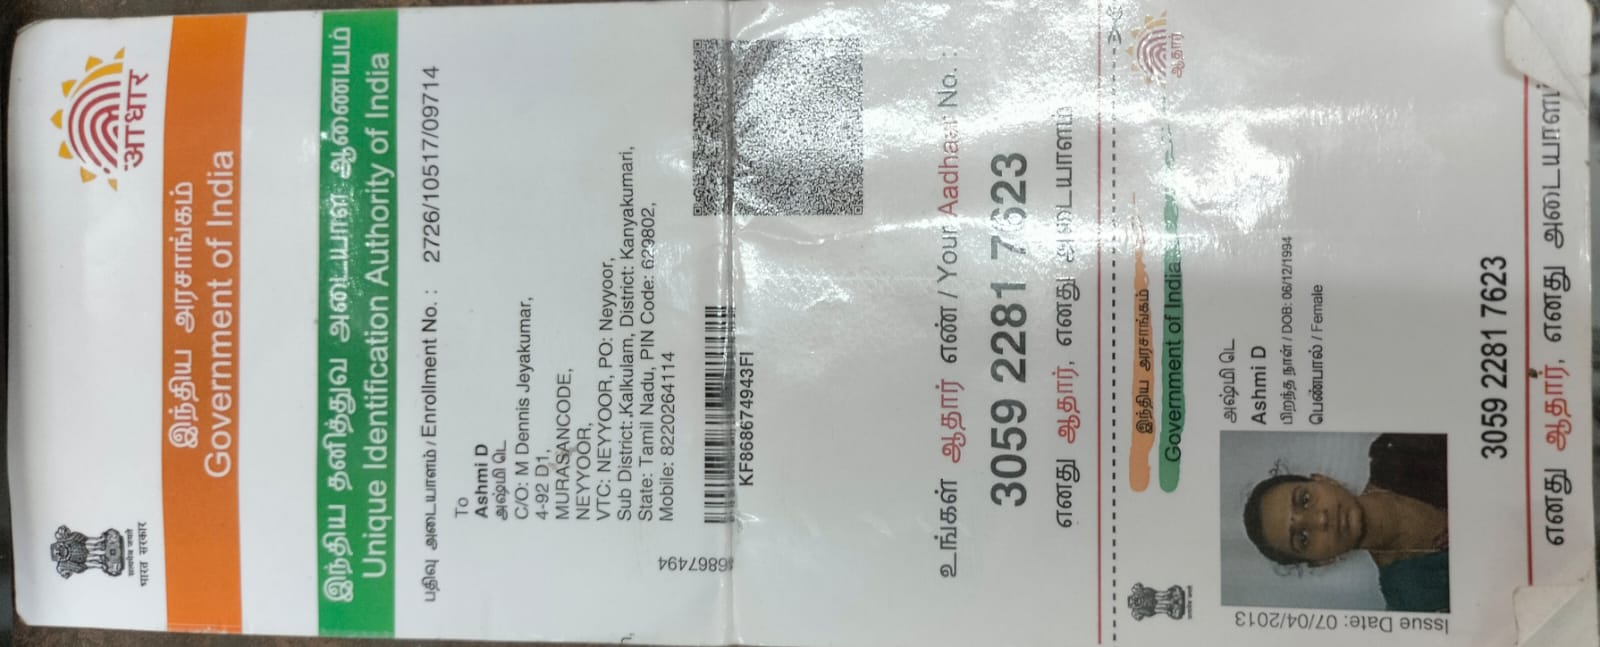 भारत सरकार
आधार
இந்திய அரசாங்கம்
Government of India
இந்திய தனித்துவ அடையாள ஆணையம்
Unique Identification Authority of India
பதிவு அடையாளம் / Enrollment No. : 2726/10517/09714
To
Ashmi D
அஷ்மி டெ
C/O: M Dennis Jeyakumar,
4-92 D1,
MURASANCODE,
NEYYOOR,
VTC: NEYYOOR, PO: Neyyoor,
Sub District: ,Kalkulam, District: Kanyakumari,
State: Tamil Nadu, PIN Code: 629802,
Mobile: 8220264114
86867494
KF868674943FI
உங்கள் ஆதார் எண் / Your Aadhaar No. :
3059 2281 7623
எனது ஆதார், எனது அடையாளம்
ஆதார்
இந்திய அரசாங்கம்
Government of India
அஷ்மி டெ
Ashmi D
பிறந்த நாள் / DOB: 06/12/1994
பெண்பால் / Female
Issue Date: 07/04/2013
3059 2281 7623
எனது ஆதார், எனது அடையாளம்